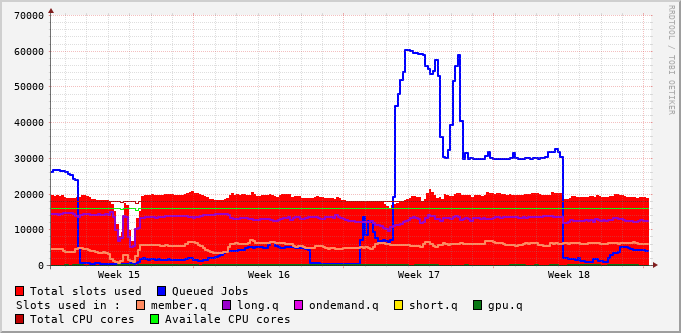 RRDTOOL / TOBI OETIKER
70000
60000
50000
40000
30000
20000
10000
0
Week 15 Week 16 Week 17 Week 18
Total slots used Queued Jobs
Slots used in : member.q long.q ondemand.q short.q gpu.q
Total CPU cores Availale CPU cores